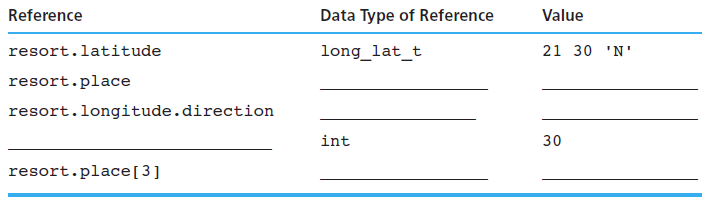 Reference Data Type of Reference Value
resort.latitude long_lat_t 21 30 'N'
resort.place
resort.longitude.direction
int 30
resort.place[3]